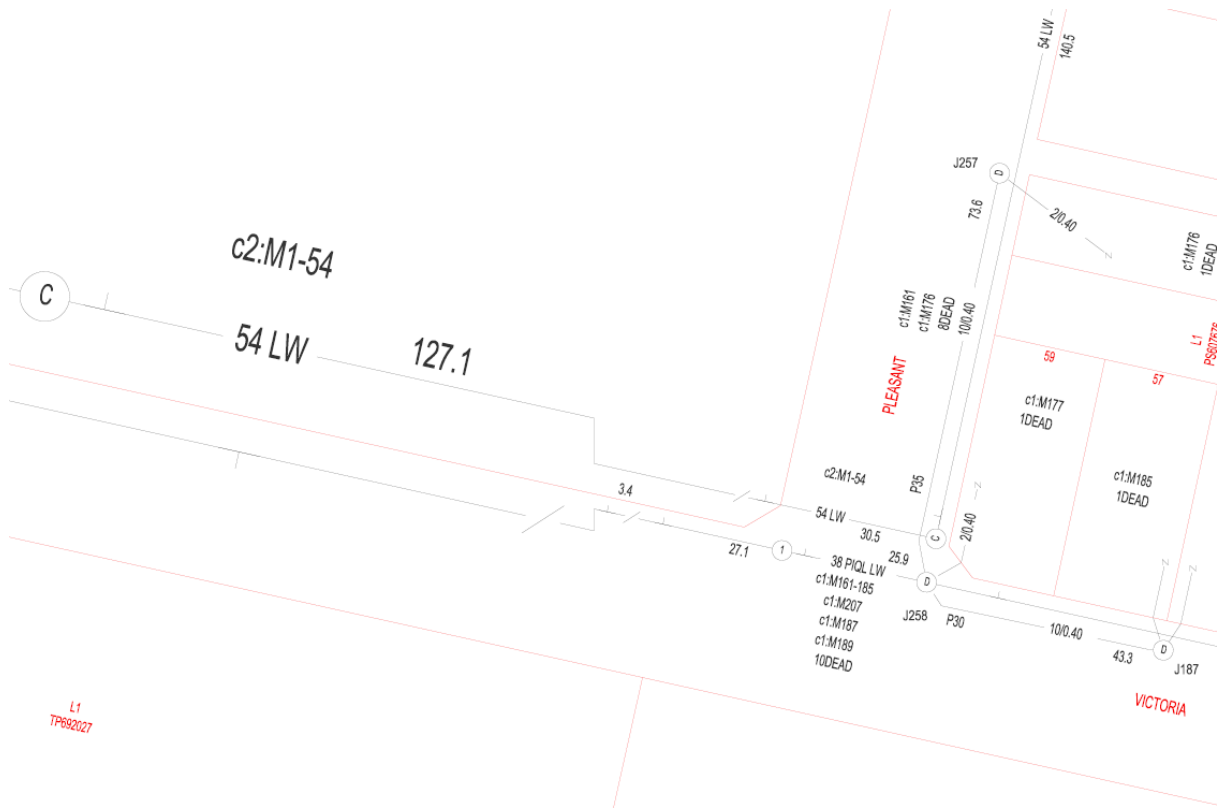 54 LW
140.5
J257
D
73.6
2/0.40
c1:M176
1DEAD
c2:M1-54
C
54 LW
127.1
c1:M161
c1:M176
8DEAD
10/0.40
L1
PLEASANT
59
57
c1:M177
1DEAD
c1:M185
1DEAD
c2:M1-54
P35
3.4
54 LW
30.5
C
2/0.40
27.1
1
25.9
38 PIQL LW
c1:M161-185
c1:M207
c1:M187
c1:M189
10DEAD
D
J258
P30
10/0.40
43.3
D
J187
VICTORIA
L1
TP692027